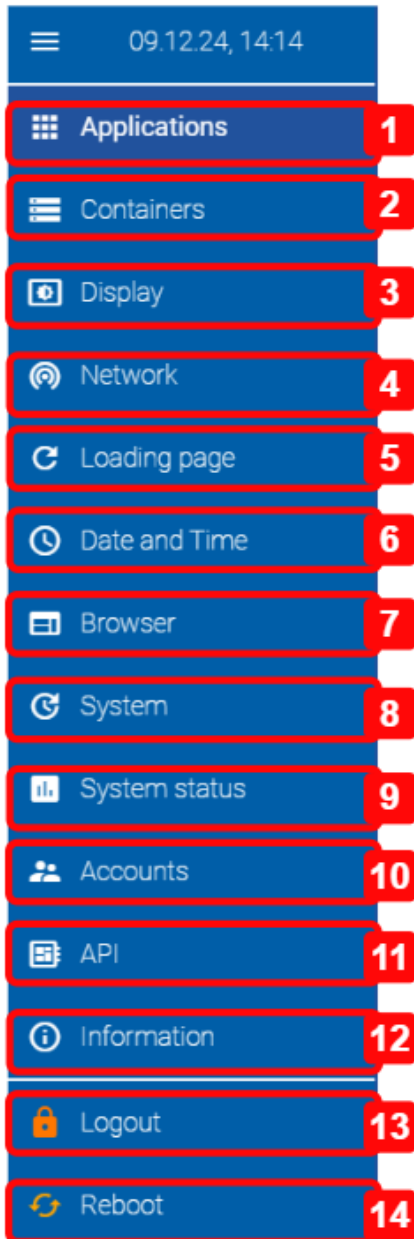 09.12.24, 14:14
Applications 1
Containers 2
Display 3
Network 4
Loading page 5
Date and Time 6
Browser 7
System 8
System status 9
Accounts 10
API 11
Information 12
Logout 13
Reboot 14